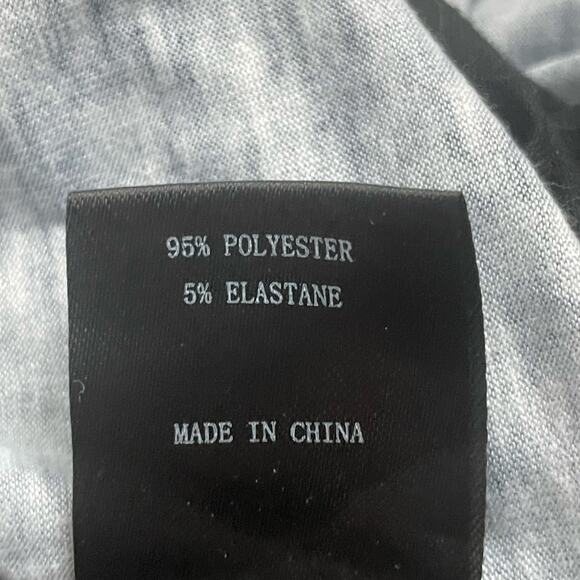 95% POLYESTER
5% ELASTANE
MADE IN CHINA